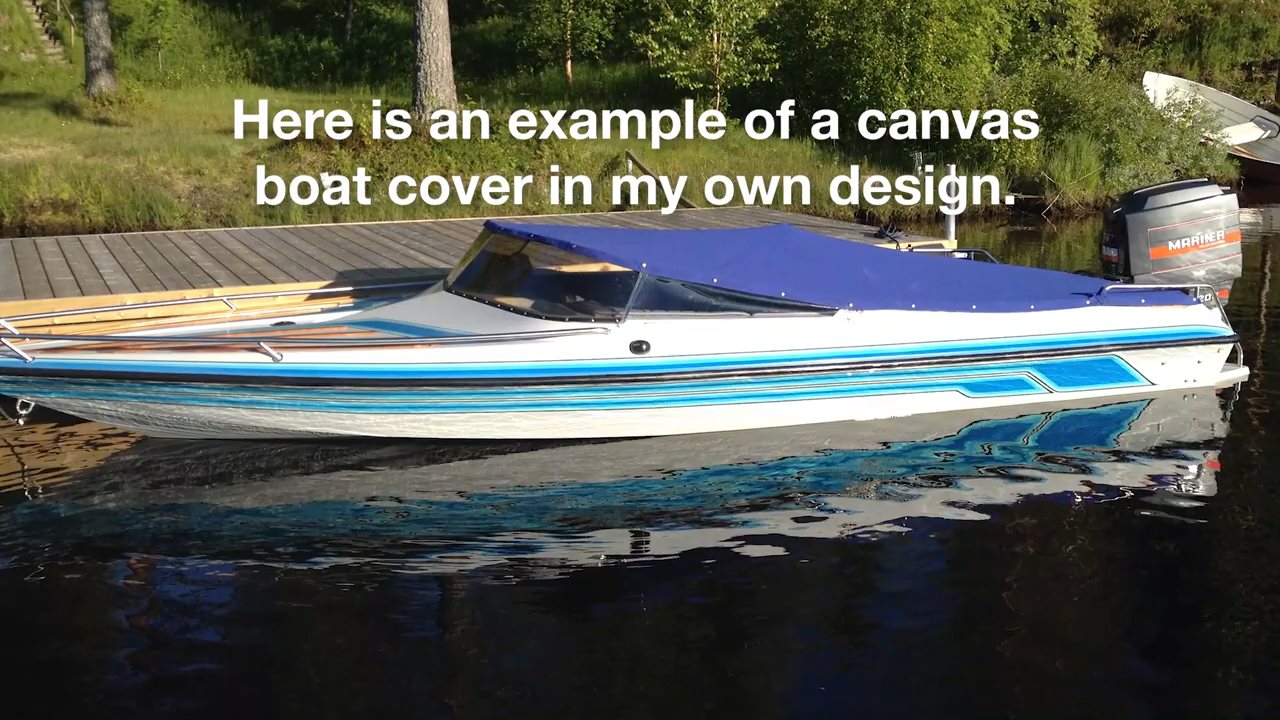 Here is an example of a canvas
boat cover in my own design.
MARINER